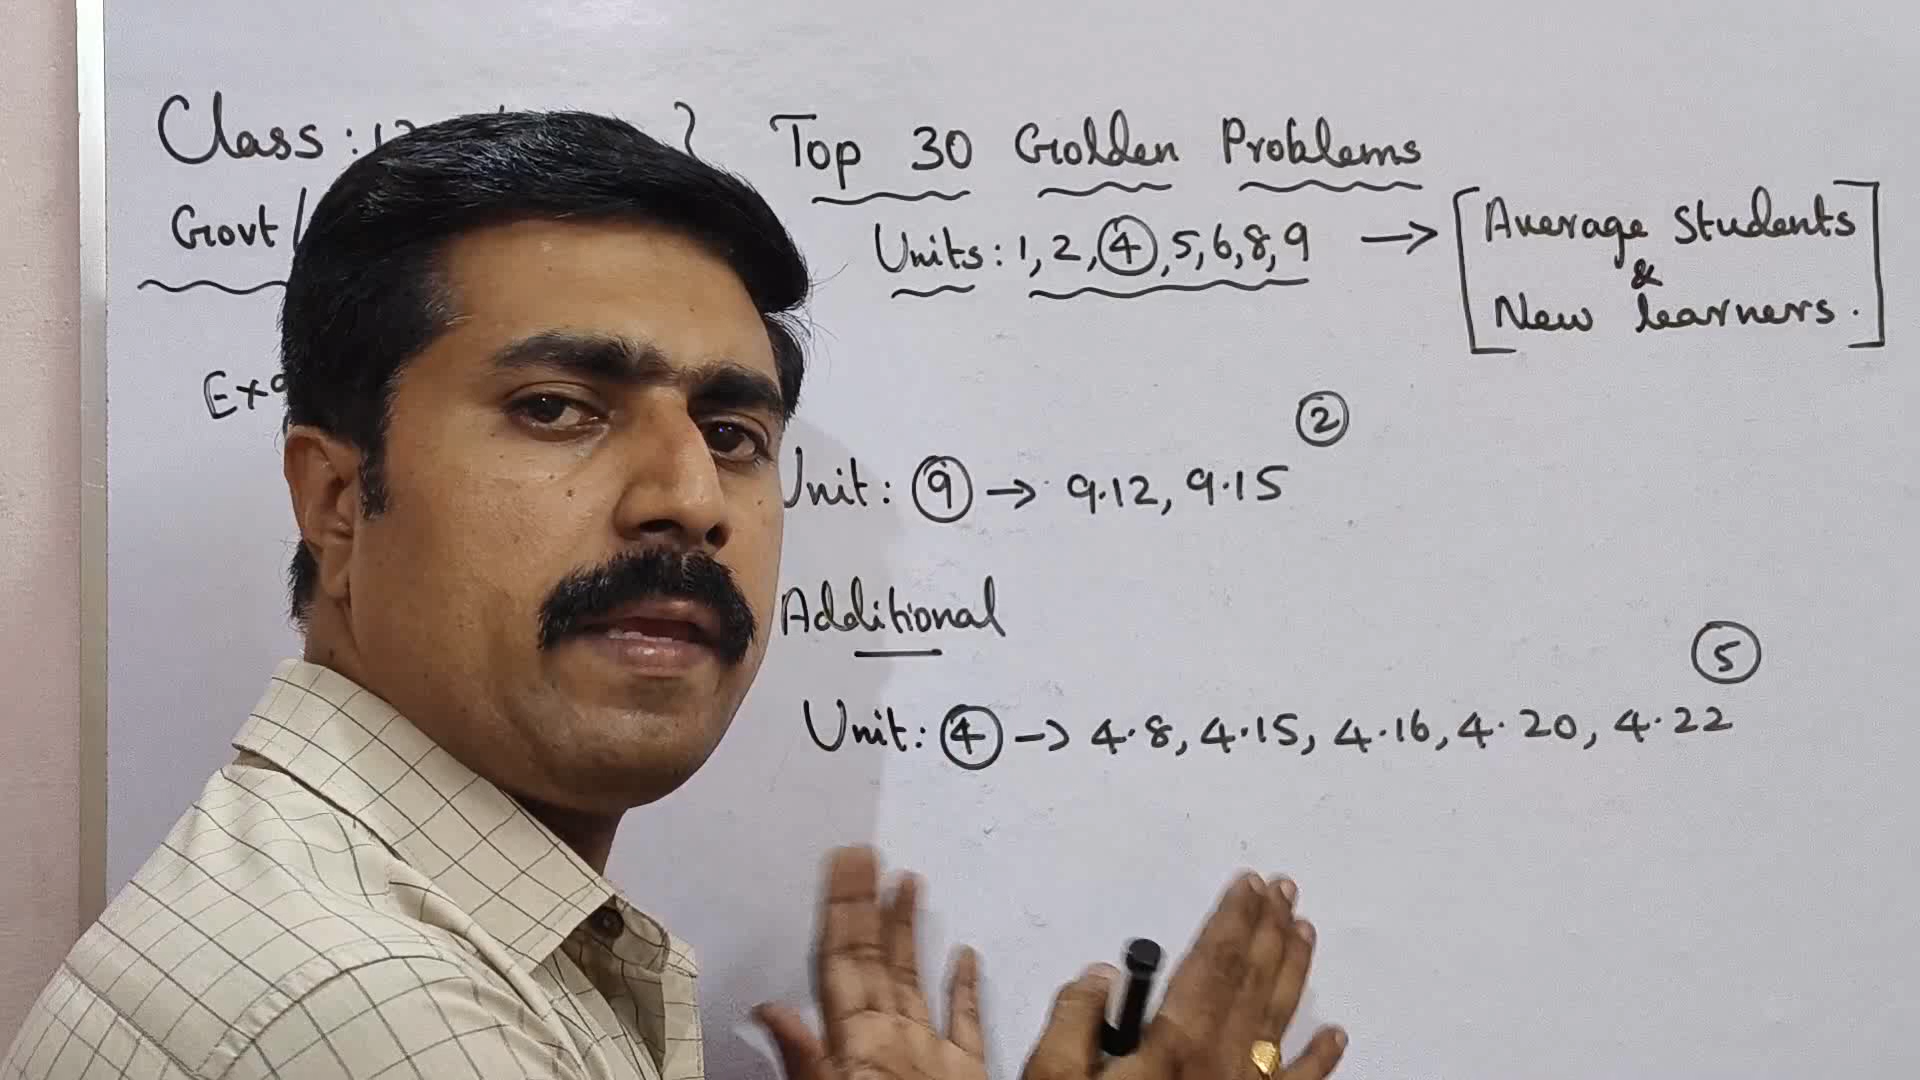 Class :
Govt /
Top 30 Golden Problems
Units : 1, 2, 4, 5, 6, 8, 9 → [Average Students
&
New learners.]
2
Unit : 9 → 9.12, 9.15
Additional
5
Unit : 4 → 4.8, 4.15, 4.16, 4.20, 4.22